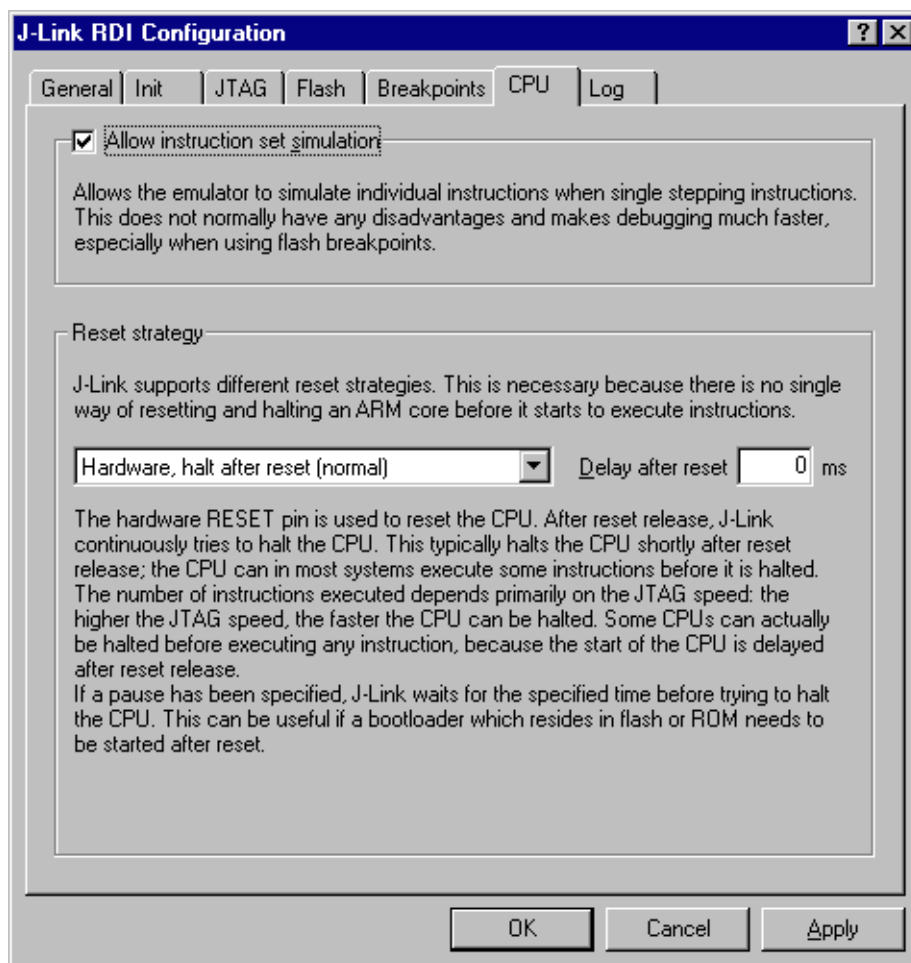 J-Link RDI Configuration
General Init JTAG Flash Breakpoints CPU Log
Allow instruction set simulation
Allows the emulator to simulate individual instructions when single stepping instructions.
This does not normally have any disadvantages and makes debugging much faster,
especially when using flash breakpoints.
Reset strategy
J-Link supports different reset strategies. This is necessary because there is no single
way of resetting and halting an ARM core before it starts to execute instructions.
Hardware, halt after reset (normal) Delay after reset 0 ms
The hardware RESET pin is used to reset the CPU. After reset release, J-Link
continuously tries to halt the CPU. This typically halts the CPU shortly after reset
release; the CPU can in most systems execute some instructions before it is halted.
The number of instructions executed depends primarily on the JTAG speed: the
higher the JTAG speed, the faster the CPU can be halted. Some CPUs can actually
be halted before executing any instruction, because the start of the CPU is delayed
after reset release.
If a pause has been specified, J-Link waits for the specified time before trying to halt
the CPU. This can be useful if a bootloader which resides in flash or ROM needs to
be started after reset.
OK Cancel Apply